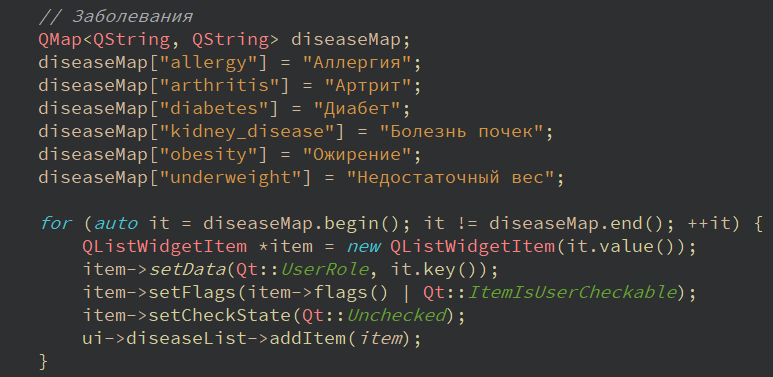 // Заболевания
QMap<QString, QString> diseaseMap;
diseaseMap["allergy"] = "Аллергия";
diseaseMap["arthritis"] = "Артрит";
diseaseMap["diabetes"] = "Диабет";
diseaseMap["kidney_disease"] = "Болезнь почек";
diseaseMap["obesity"] = "Ожирение";
diseaseMap["underweight"] = "Недостаточный вес";
for (auto it = diseaseMap.begin(); it != diseaseMap.end(); ++it) {
QListWidgetItem *item = new QListWidgetItem(it.value());
item->setData(Qt::UserRole, it.key());
item->setFlags(item->flags() | Qt::ItemIsUserCheckable);
item->setCheckState(Qt::Unchecked);
ui->diseaseList->addItem(item);
}